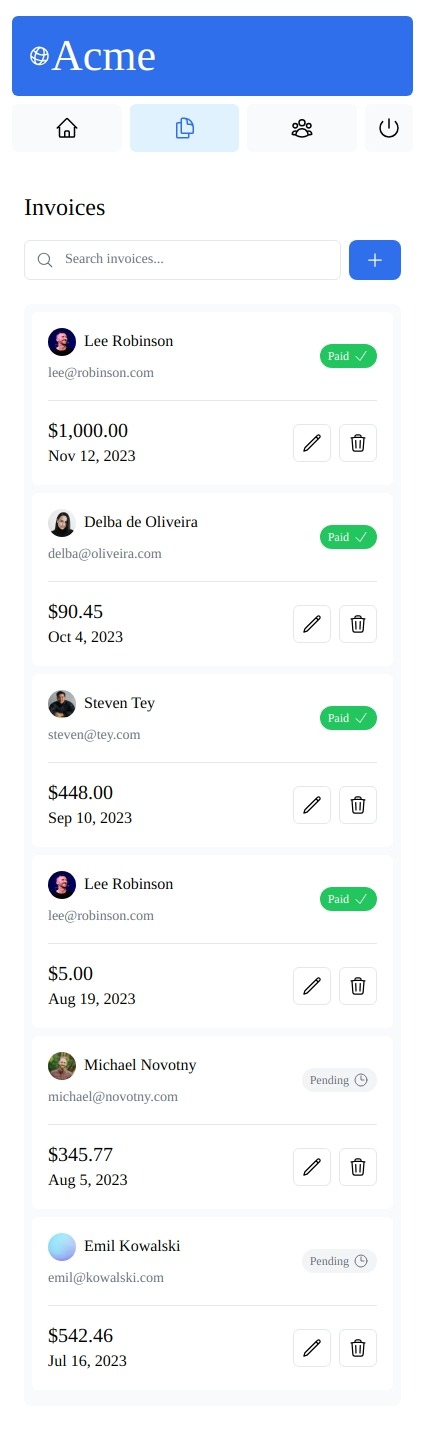 Acme
Invoices
Search invoices...
Lee Robinson
lee@robinson.com
Paid
$1,000.00
Nov 12, 2023
Delba de Oliveira
delba@oliveira.com
Paid
$90.45
Oct 4, 2023
Steven Tey
steven@tey.com
Paid
$448.00
Sep 10, 2023
Lee Robinson
lee@robinson.com
Paid
$5.00
Aug 19, 2023
Michael Novotny
michael@novotny.com
Pending
$345.77
Aug 5, 2023
Emil Kowalski
emil@kowalski.com
Pending
$542.46
Jul 16, 2023